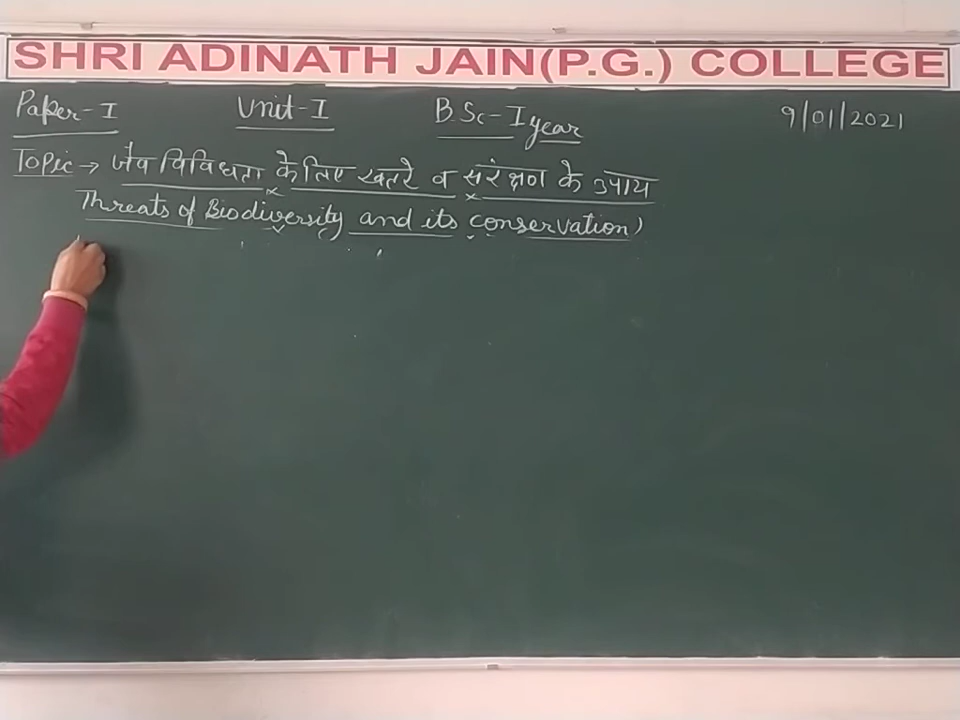 SHRI ADINATH JAIN(P.G.) COLLEGE
Paper-I Unit-I B.Sc-I year 9/01/2021
Topic → जैव विविधता के लिए खतरे व संरक्षण के उपाय
Threats of Biodiversity and its conservation)